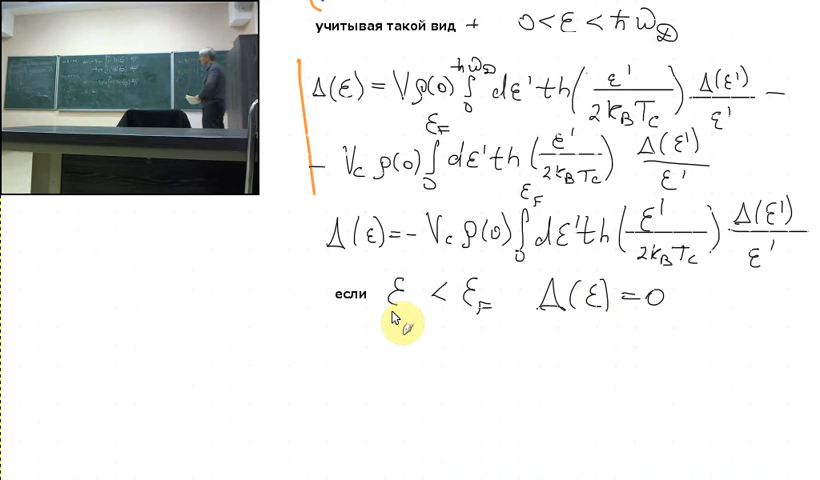 учитывая такой вид + 0 < ε < ħω_D
Δ(ε) = Vρ(0) ∫_0^{ħω_D} dε' th(ε'/2k_BT_c) Δ(ε')/ε' −
− V_c ρ(0) ∫_0^{ε_F} dε' th(ε'/2k_BT_c) Δ(ε')/ε'
Δ(ε) = − V_c ρ(0) ∫_0^{ε_F} dε' th(ε'/2k_BT_c) Δ(ε')/ε'
если ε < ε_F Δ(ε) = 0